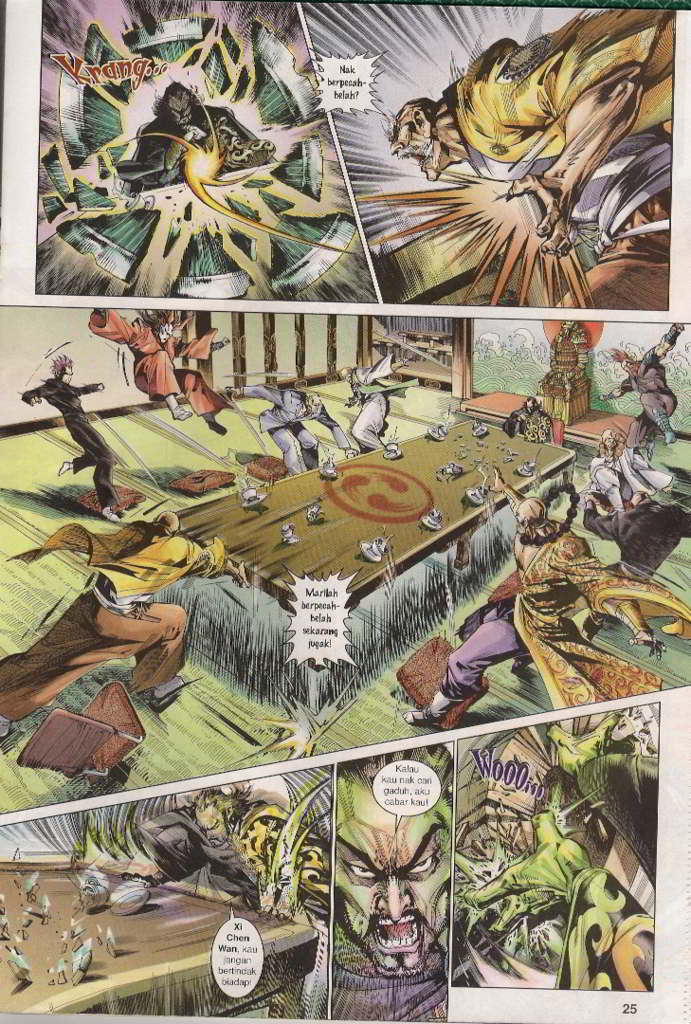 Krang...
Nak
berpecah-
belah?
Marilah
berpecah-
belah
sekarang
jugak!
Xi
Chen
Wan, kau
jangan
bertindak
biadap!
Kalau
kau nak cari
gaduh, aku
cabar kau!
Wooo...
25